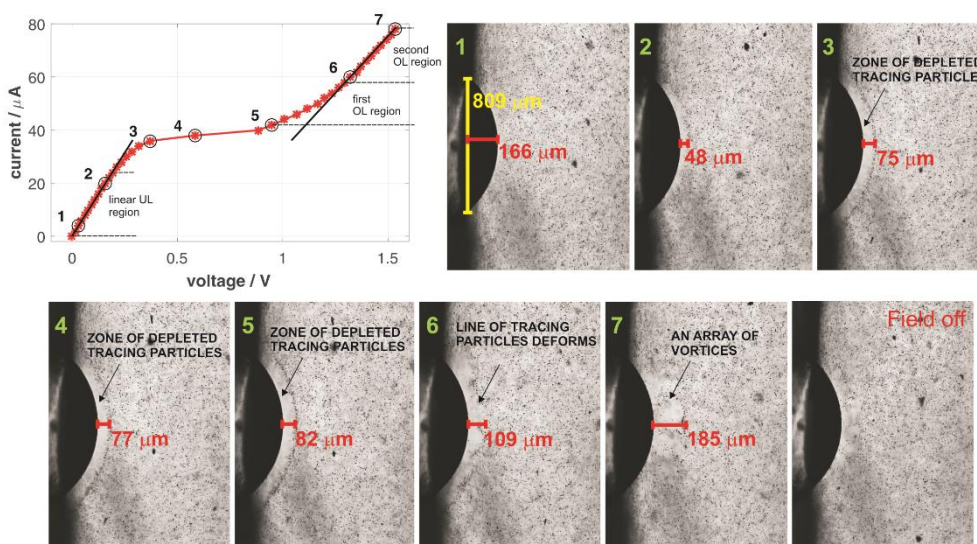 80
60
40
20
0
current / μA
0
0.5
1
1.5
voltage / V
1
2
3
4
5
6
7
second
OL region
first
OL region
linear UL
region
1
809 μm
166 μm
2
48 μm
3
ZONE OF DEPLETED
TRACING PARTICLE
75 μm
4
ZONE OF DEPLETED
TRACING PARTICLES
77 μm
5
ZONE OF DEPLETED
TRACING PARTICLES
82 μm
6
LINE OF TRACING
PARTICLES DEFORMS
109 μm
7
AN ARRAY OF
VORTICES
185 μm
Field off